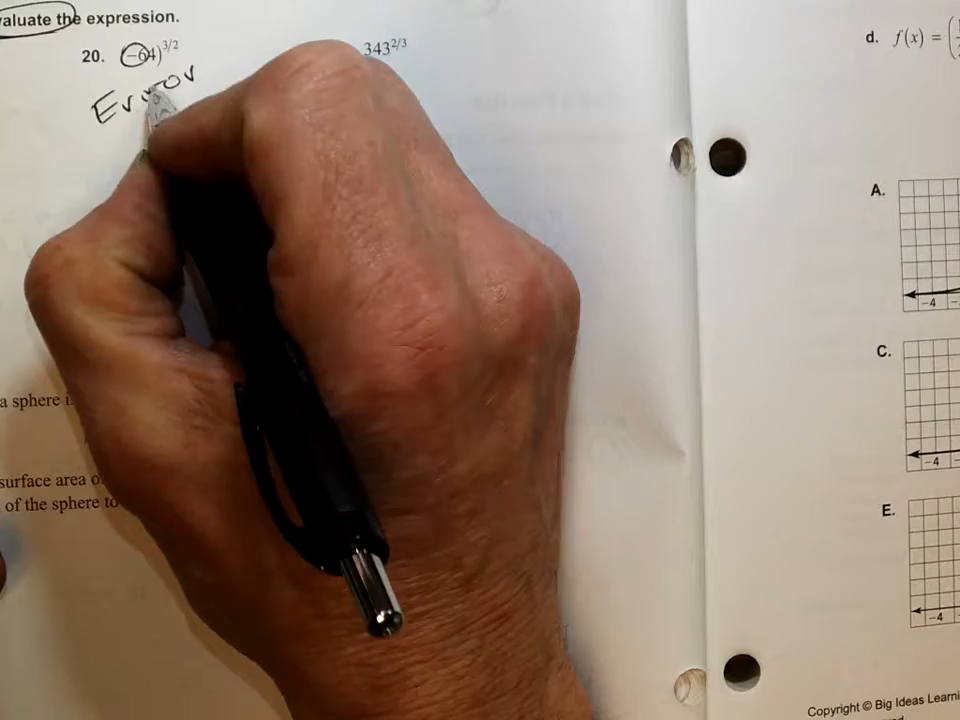 valuate the expression.
20. (-64)^{3/2}
343^{2/3}
Error
a sphere i
surface area o
of the sphere to
d. f(x) = (
A.
-4
C.
-4
E.
-4
Copyright © Big Ideas Learni